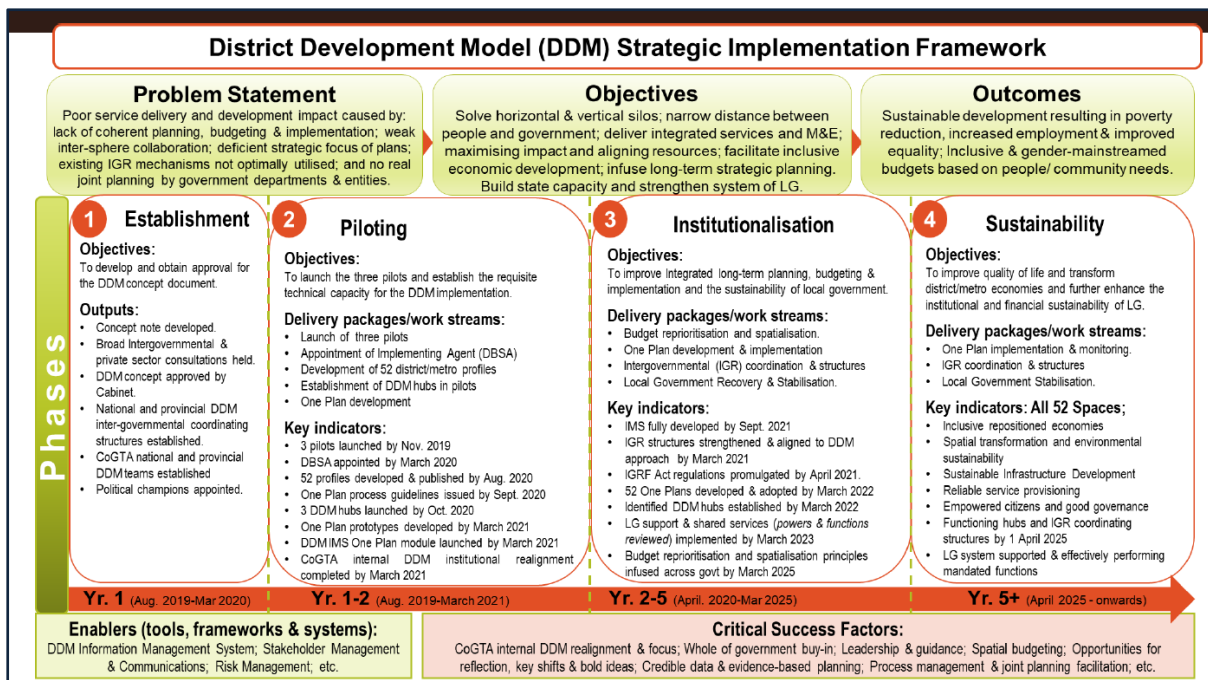 District Development Model (DDM) Strategic Implementation Framework
Problem Statement
Poor service delivery and development impact caused by:
lack of coherent planning, budgeting & implementation; weak
inter-sphere collaboration; deficient strategic focus of plans;
existing IGR mechanisms not optimally utilised; and no real
joint planning by government departments & entities.
Objectives
Solve horizontal & vertical silos; narrow distance between
people and government; deliver integrated services and M&E;
maximising impact and aligning resources; facilitate inclusive
economic development; infuse long-term strategic planning.
Build state capacity and strengthen system of LG.
Outcomes
Sustainable development resulting in poverty
reduction, increased employment & improved
equality; Inclusive & gender-mainstreamed
budgets based on people/ community needs.
Phases
1 Establishment
Objectives:
To develop and obtain approval for
the DDM concept document.
Outputs:
• Concept note developed.
• Broad Intergovernmental &
private sector consultations held.
• DDM concept approved by
Cabinet.
• National and provincial DDM
inter-governmental coordinating
structures established.
• CoGTA national and provincial
DDM teams established
• Political champions appointed.
2 Piloting
Objectives:
To launch the three pilots and establish the requisite
technical capacity for the DDM implementation.
Delivery packages/work streams:
• Launch of three pilots
• Appointment of Implementing Agent (DBSA)
• Development of 52 district/metro profiles
• Establishment of DDM hubs in pilots
• One Plan development
Key indicators:
• 3 pilots launched by Nov. 2019
• DBSA appointed by March 2020
• 52 profiles developed & published by Aug. 2020
• One Plan process guidelines issued by Sept. 2020
• 3 DDM hubs launched by Oct. 2020
• One Plan prototypes developed by March 2021
• DDM IMS One Plan module launched by March 2021
• CoGTA internal DDM institutional realignment
completed by March 2021
3 Institutionalisation
Objectives:
To improve Integrated long-term planning, budgeting &
implementation and the sustainability of local government.
Delivery packages/work streams:
• Budget reprioritisation and spatialisation.
• One Plan development & implementation
• Intergovernmental (IGR) coordination & structures
• Local Government Recovery & Stabilisation.
Key indicators:
• IMS fully developed by Sept. 2021
• IGR structures strengthened & aligned to DDM
approach by March 2021
• IGRF Act regulations promulgated by April 2021.
• 52 One Plans developed & adopted by March 2022
• Identified DDM hubs established by March 2022
• LG support & shared services (powers & functions
reviewed) implemented by March 2023
• Budget reprioritisation and spatialisation principles
infused across govt by March 2025
4 Sustainability
Objectives:
To improve quality of life and transform
district/metro economies and further enhance the
institutional and financial sustainability of LG.
Delivery packages/work streams:
• One Plan implementation & monitoring.
• IGR coordination & structures
• Local Government Stabilisation.
Key indicators: All 52 Spaces;
• Inclusive repositioned economies
• Spatial transformation and environmental
sustainability
• Sustainable Infrastructure Development
• Reliable service provisioning
• Empowered citizens and good governance
• Functioning hubs and IGR coordinating
structures by 1 April 2025
• LG system supported & effectively performing
mandated functions
Yr. 1 (Aug. 2019-Mar 2020)
Yr. 1-2 (Aug. 2019-March 2021)
Yr. 2-5 (April. 2020-Mar 2025)
Yr. 5+ (April 2025 - onwards)
Enablers (tools, frameworks & systems):
DDM Information Management System; Stakeholder Management
& Communications; Risk Management; etc.
Critical Success Factors:
CoGTA internal DDM realignment & focus; Whole of government buy-in; Leadership & guidance; Spatial budgeting; Opportunities for
reflection, key shifts & bold ideas; Credible data & evidence-based planning; Process management & joint planning facilitation; etc.